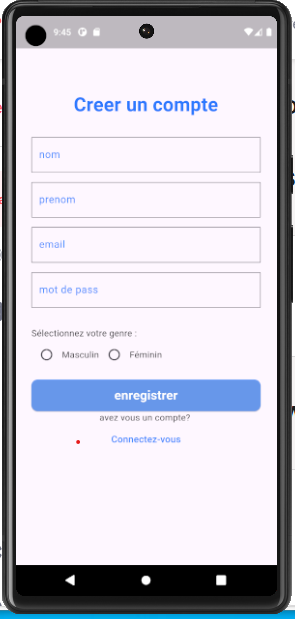 9:45
Creer un compte
nom
prenom
email
mot de pass
Sélectionnez votre genre :
Masculin Féminin
enregistrer
avez vous un compte?
Connectez-vous